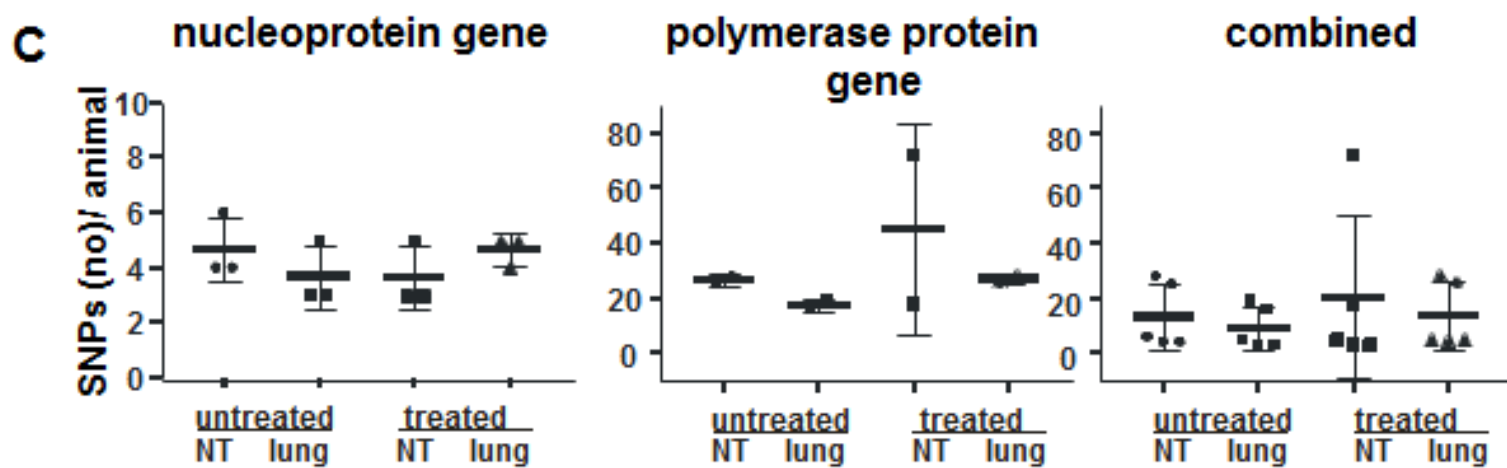 C
nucleoprotein gene
polymerase protein
gene
combined
SNPs (no)/ animal
10
8
6
4
2
0
untreated
treated
NT
lung
NT
lung
80
60
40
20
0
untreated
treated
NT
lung
NT
lung
80
60
40
20
0
untreated
treated
NT
lung
NT
lung